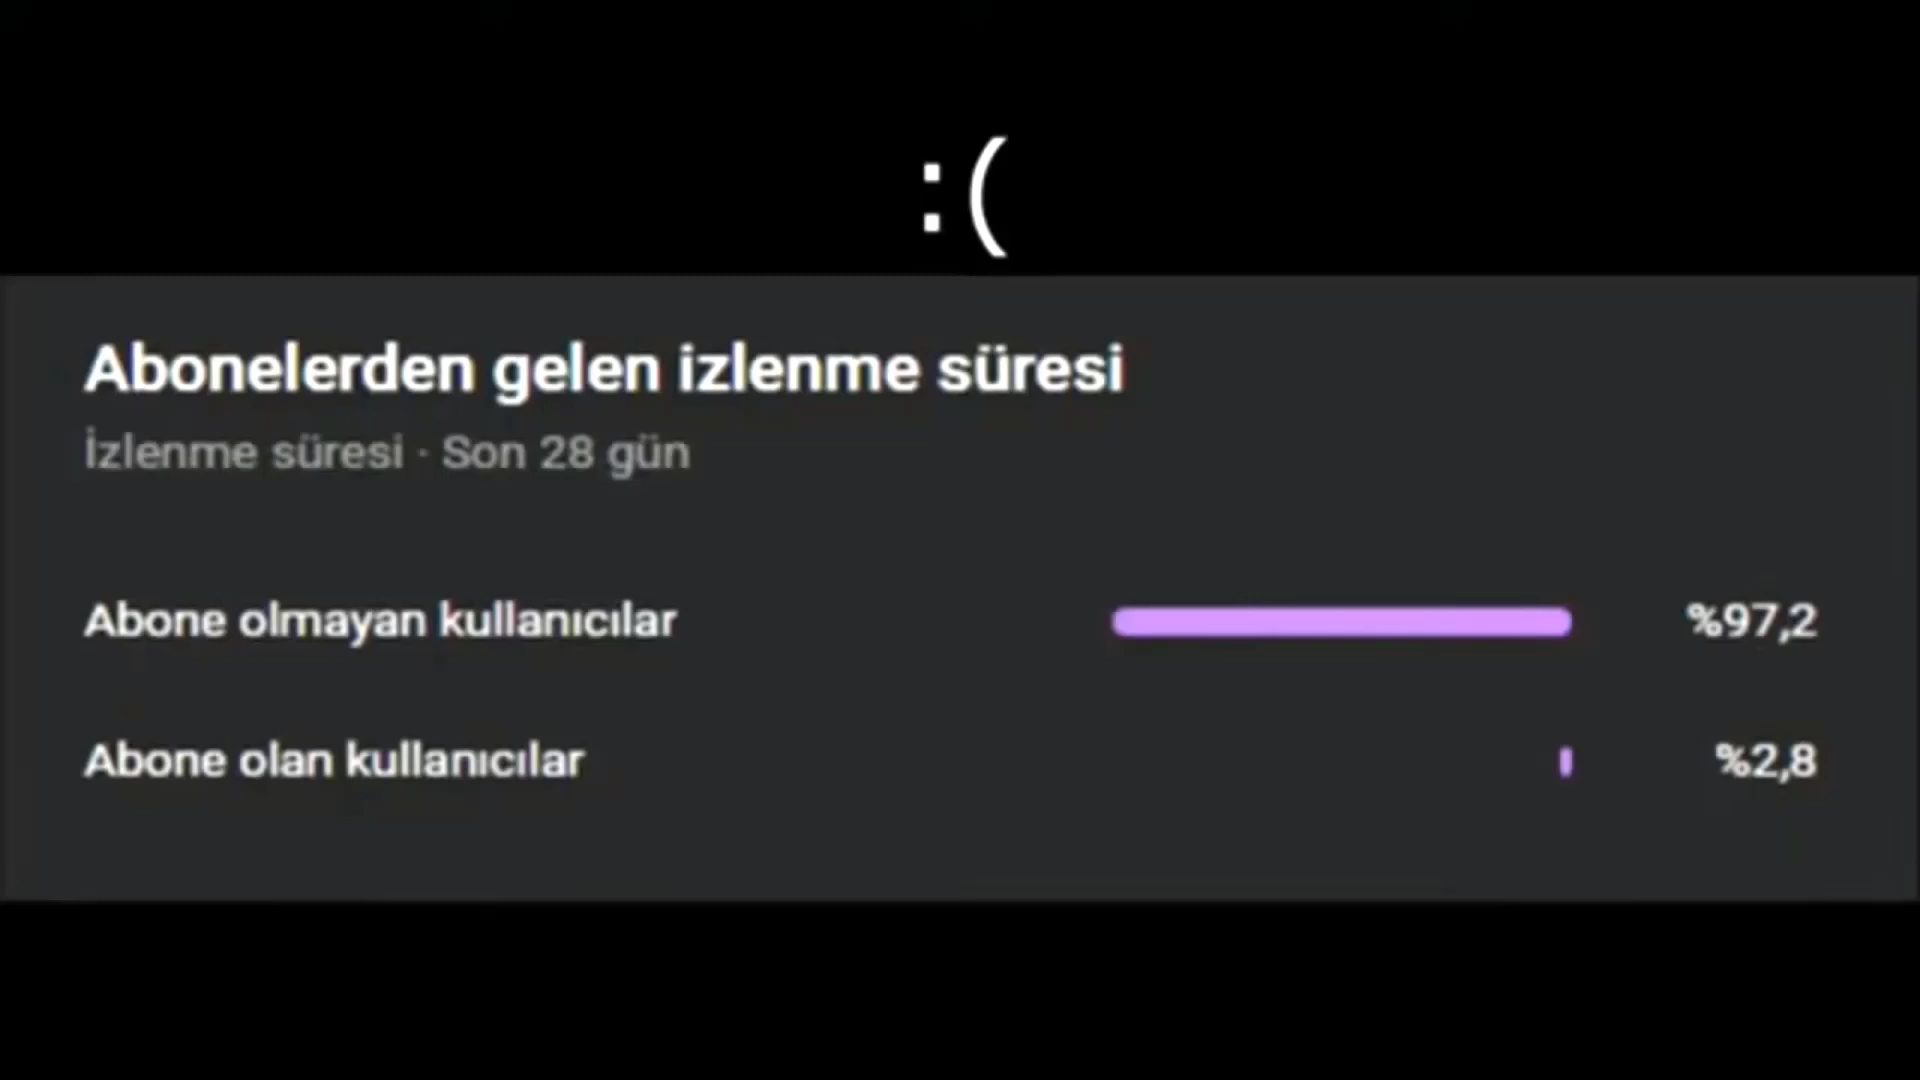 :(
Abonelerden gelen izlenme süresi
İzlenme süresi · Son 28 gün
Abone olmayan kullanıcılar %97,2
Abone olan kullanıcılar %2,8